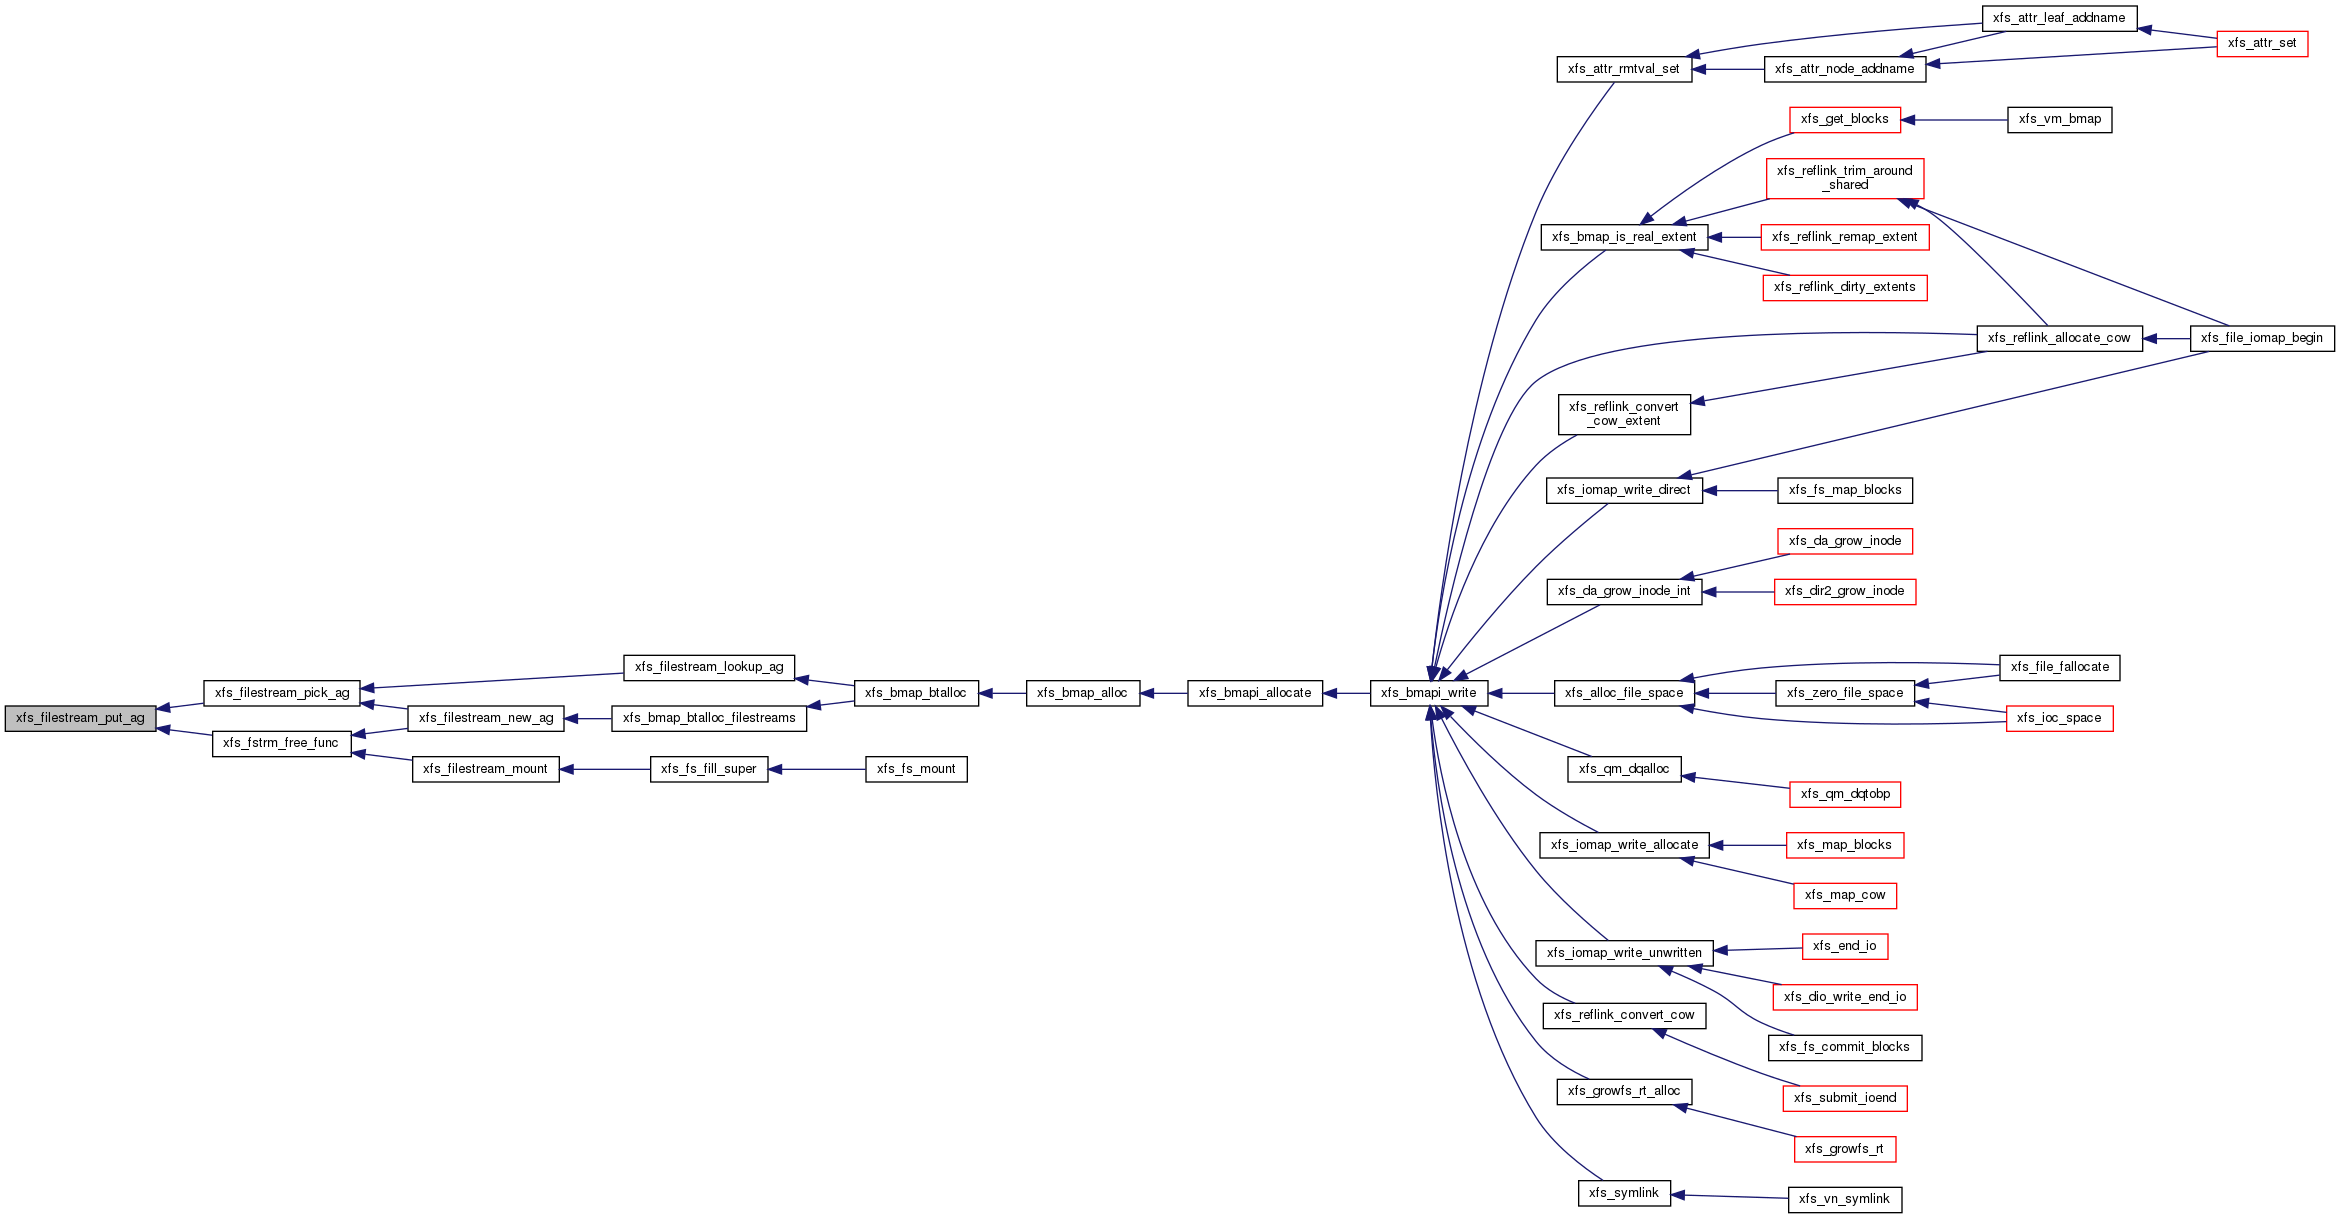 xfs_attr_leaf_addname
xfs_attr_set
xfs_attr_rmtval_set
xfs_attr_node_addname
xfs_get_blocks
xfs_vm_bmap
xfs_reflink_trim_around
_shared
xfs_bmap_is_real_extent
xfs_reflink_remap_extent
xfs_reflink_dirty_extents
xfs_reflink_allocate_cow
xfs_file_iomap_begin
xfs_reflink_convert
_cow_extent
xfs_iomap_write_direct
xfs_fs_map_blocks
xfs_da_grow_inode
xfs_da_grow_inode_int
xfs_dir2_grow_inode
xfs_filestream_lookup_ag
xfs_file_fallocate
xfs_filestream_pick_ag
xfs_bmap_btalloc
xfs_bmap_alloc
xfs_bmapi_allocate
xfs_bmapi_write
xfs_alloc_file_space
xfs_zero_file_space
xfs_filestream_put_ag
xfs_filestream_new_ag
xfs_bmap_btalloc_filestreams
xfs_ioc_space
xfs_fstrm_free_func
xfs_filestream_mount
xfs_fs_fill_super
xfs_fs_mount
xfs_qm_dqalloc
xfs_qm_dqtobp
xfs_iomap_write_allocate
xfs_map_blocks
xfs_map_cow
xfs_iomap_write_unwritten
xfs_end_io
xfs_dio_write_end_io
xfs_reflink_convert_cow
xfs_fs_commit_blocks
xfs_growfs_rt_alloc
xfs_submit_ioend
xfs_growfs_rt
xfs_symlink
xfs_vn_symlink